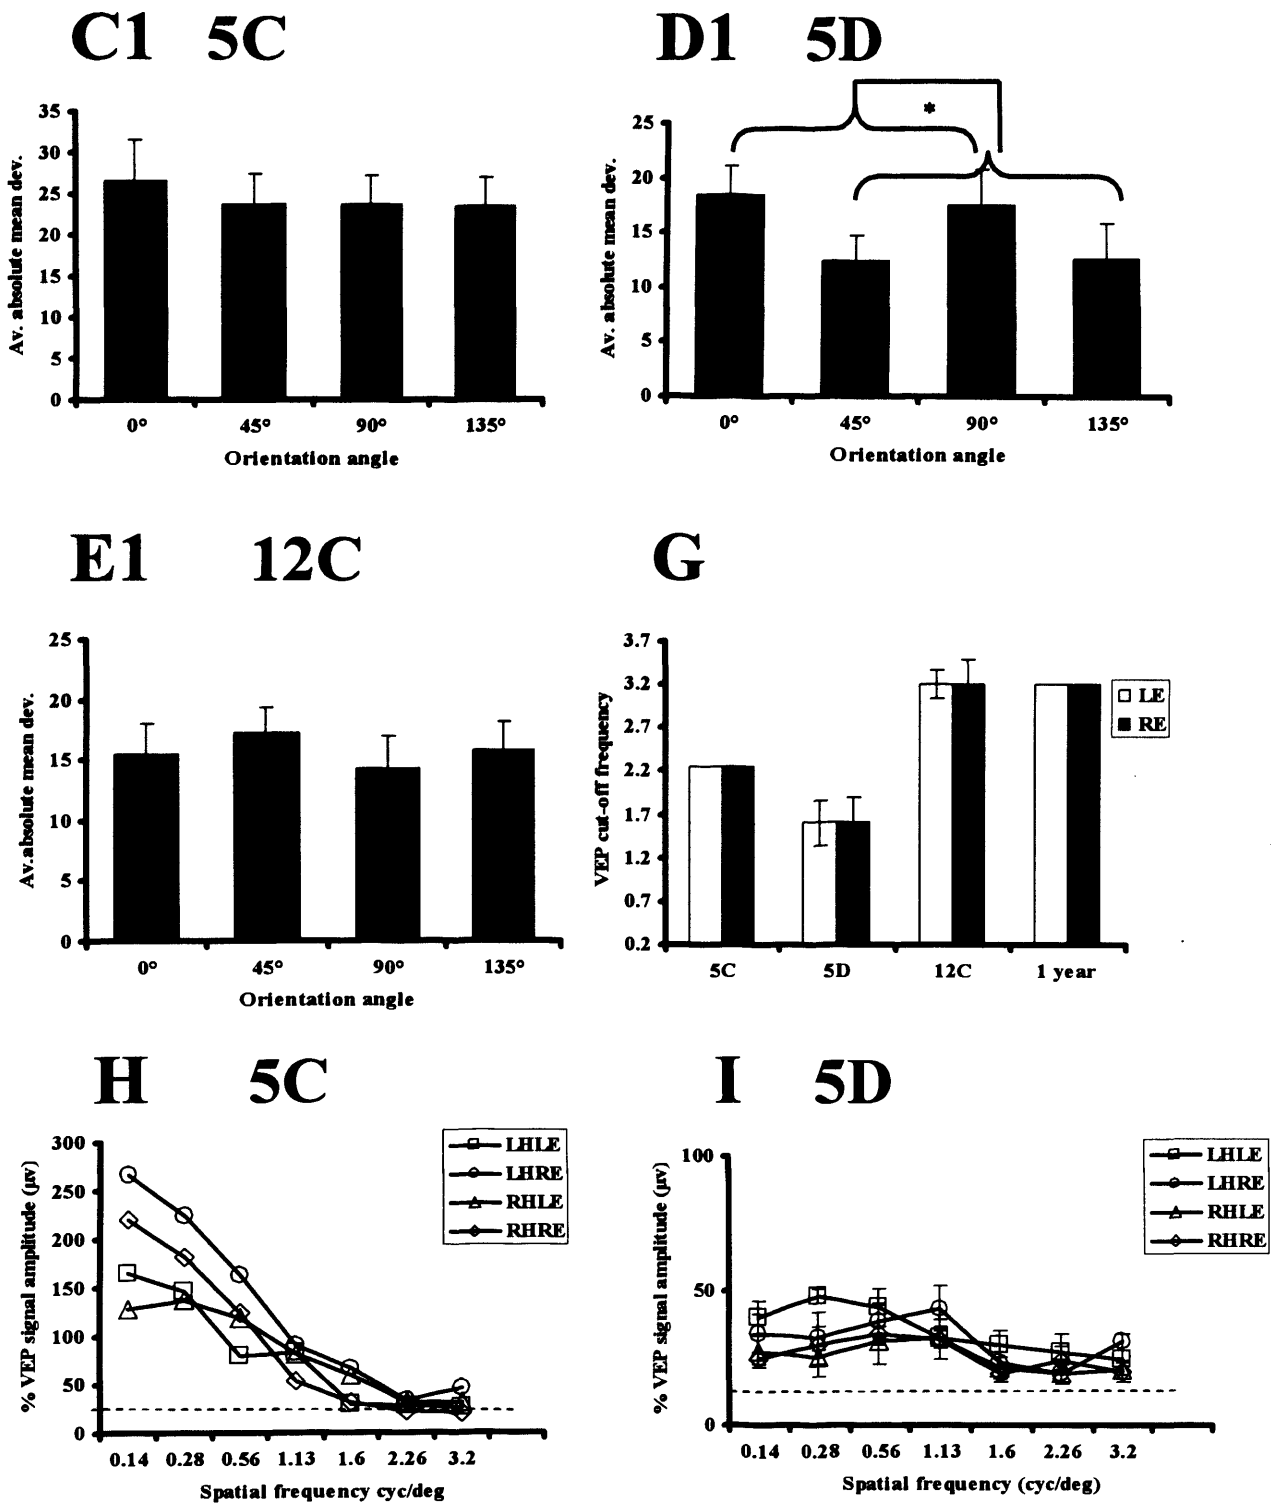 C1 5C
Av. absolute mean dev.
35
30
25
20
15
10
5
0
0° 45° 90° 135°
Orientation angle
D1 5D
Av. absolute mean dev.
25
20
15
10
5
0
*
0° 45° 90° 135°
Orientation angle
E1 12C
Av.absolute mean dev.
25
20
15
10
5
0
0° 45° 90° 135°
Orientation angle
G
VEP cut-off frequency
3.7
3.2
2.7
2.2
1.7
1.2
0.7
0.2
5C 5D 12C 1 year
LE
RE
H 5C
% VEP signal amplitude (µv)
300
250
200
150
100
50
0
0.14 0.28 0.56 1.13 1.6 2.26 3.2
Spatial frequency cyc/deg
LHLE
LHRE
RHLE
RHRE
I 5D
% VEP signal amplitude (µv)
100
50
0
0.14 0.28 0.56 1.13 1.6 2.26 3.2
Spatial frequency (cyc/deg)
LHLE
LHRE
RHLE
RHRE